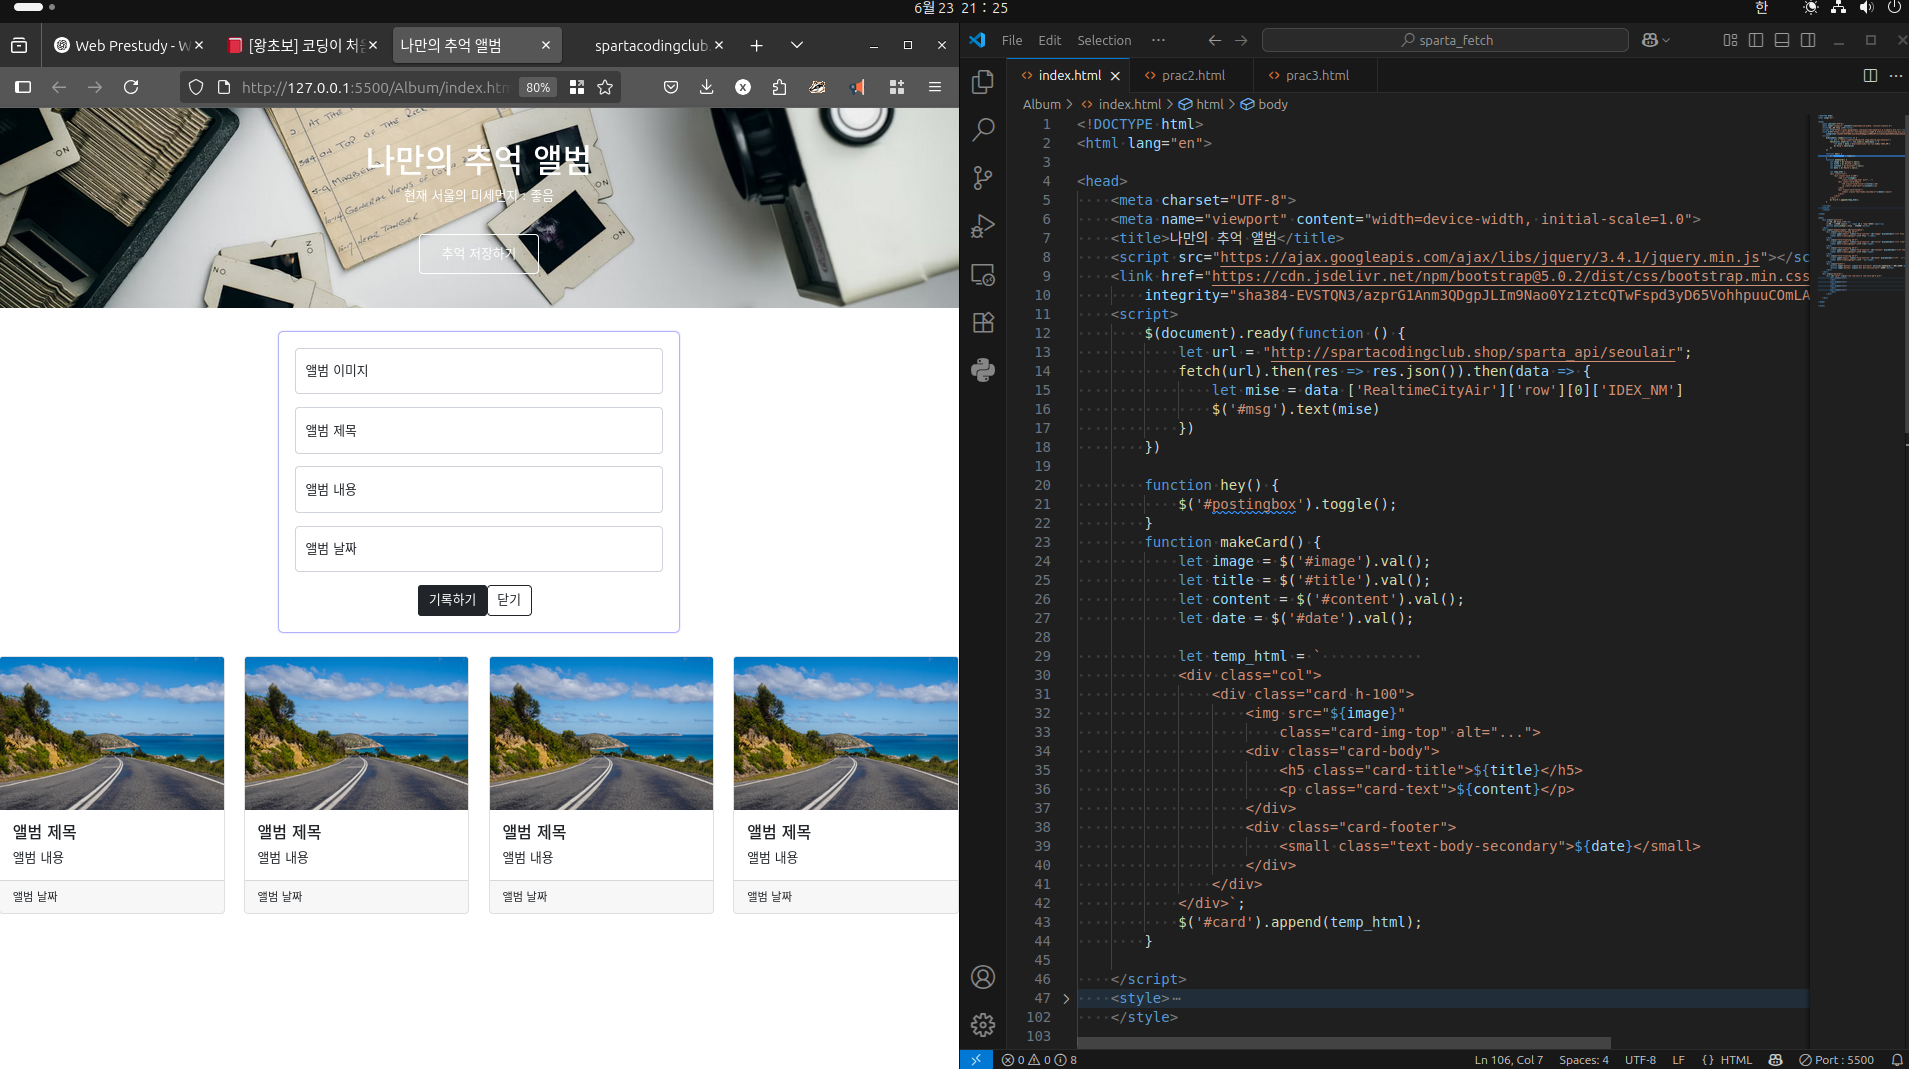 6월 23 21 : 25
한
Web Prestudy - W
[왕초보] 코딩이 처음
나만의 추억 앨범
spartacodingclub.
http://127.0.0.1:5500/Album/index.htm
80%
나만의 추억 앨범
현재 서울의 미세먼지 : 좋음
추억 저장하기
앨범 이미지
앨범 제목
앨범 내용
앨범 날짜
기록하기 닫기
앨범 제목
앨범 내용
앨범 날짜
앨범 제목
앨범 내용
앨범 날짜
앨범 제목
앨범 내용
앨범 날짜
앨범 제목
앨범 내용
앨범 날짜
File Edit Selection ···
sparta_fetch
index.html
prac2.html
prac3.html
Album > index.html > html > body
1 <!DOCTYPE html>
2 <html lang="en">
3
4 <head>
5 <meta charset="UTF-8">
6 <meta name="viewport" content="width=device-width, initial-scale=1.0">
7 <title>나만의 추억 앨범</title>
8 <script src="https://ajax.googleapis.com/ajax/libs/jquery/3.4.1/jquery.min.js"></sc
9 <link href="https://cdn.jsdelivr.net/npm/bootstrap@5.0.2/dist/css/bootstrap.min.css
10 integrity="sha384-EVSTQN3/azprG1Anm3QDgpJLIm9Nao0Yz1ztcQTwFspd3yD65VohhpuuCOmLA
11 <script>
12 $(document).ready(function () {
13 let url = "http://spartacodingclub.shop/sparta_api/seoulair";
14 fetch(url).then(res => res.json()).then(data => {
15 let mise = data ['RealtimeCityAir']['row'][0]['IDEX_NM']
16 $('#msg').text(mise)
17 })
18 })
19
20 function hey() {
21 $('#postingbox').toggle();
22 }
23 function makeCard() {
24 let image = $('#image').val();
25 let title = $('#title').val();
26 let content = $('#content').val();
27 let date = $('#date').val();
28
29 let temp_html = `
30 <div class="col">
31 <div class="card h-100">
32 <img src="${image}"
33 class="card-img-top" alt="...">
34 <div class="card-body">
35 <h5 class="card-title">${title}</h5>
36 <p class="card-text">${content}</p>
37 </div>
38 <div class="card-footer">
39 <small class="text-body-secondary">${date}</small>
40 </div>
41 </div>
42 </div>`;
43 $('#card').append(temp_html);
44 }
45
46 </script>
47 <style>…
102 </style>
103
0 0 8
Ln 106, Col 7 Spaces: 4 UTF-8 LF {} HTML Port : 5500